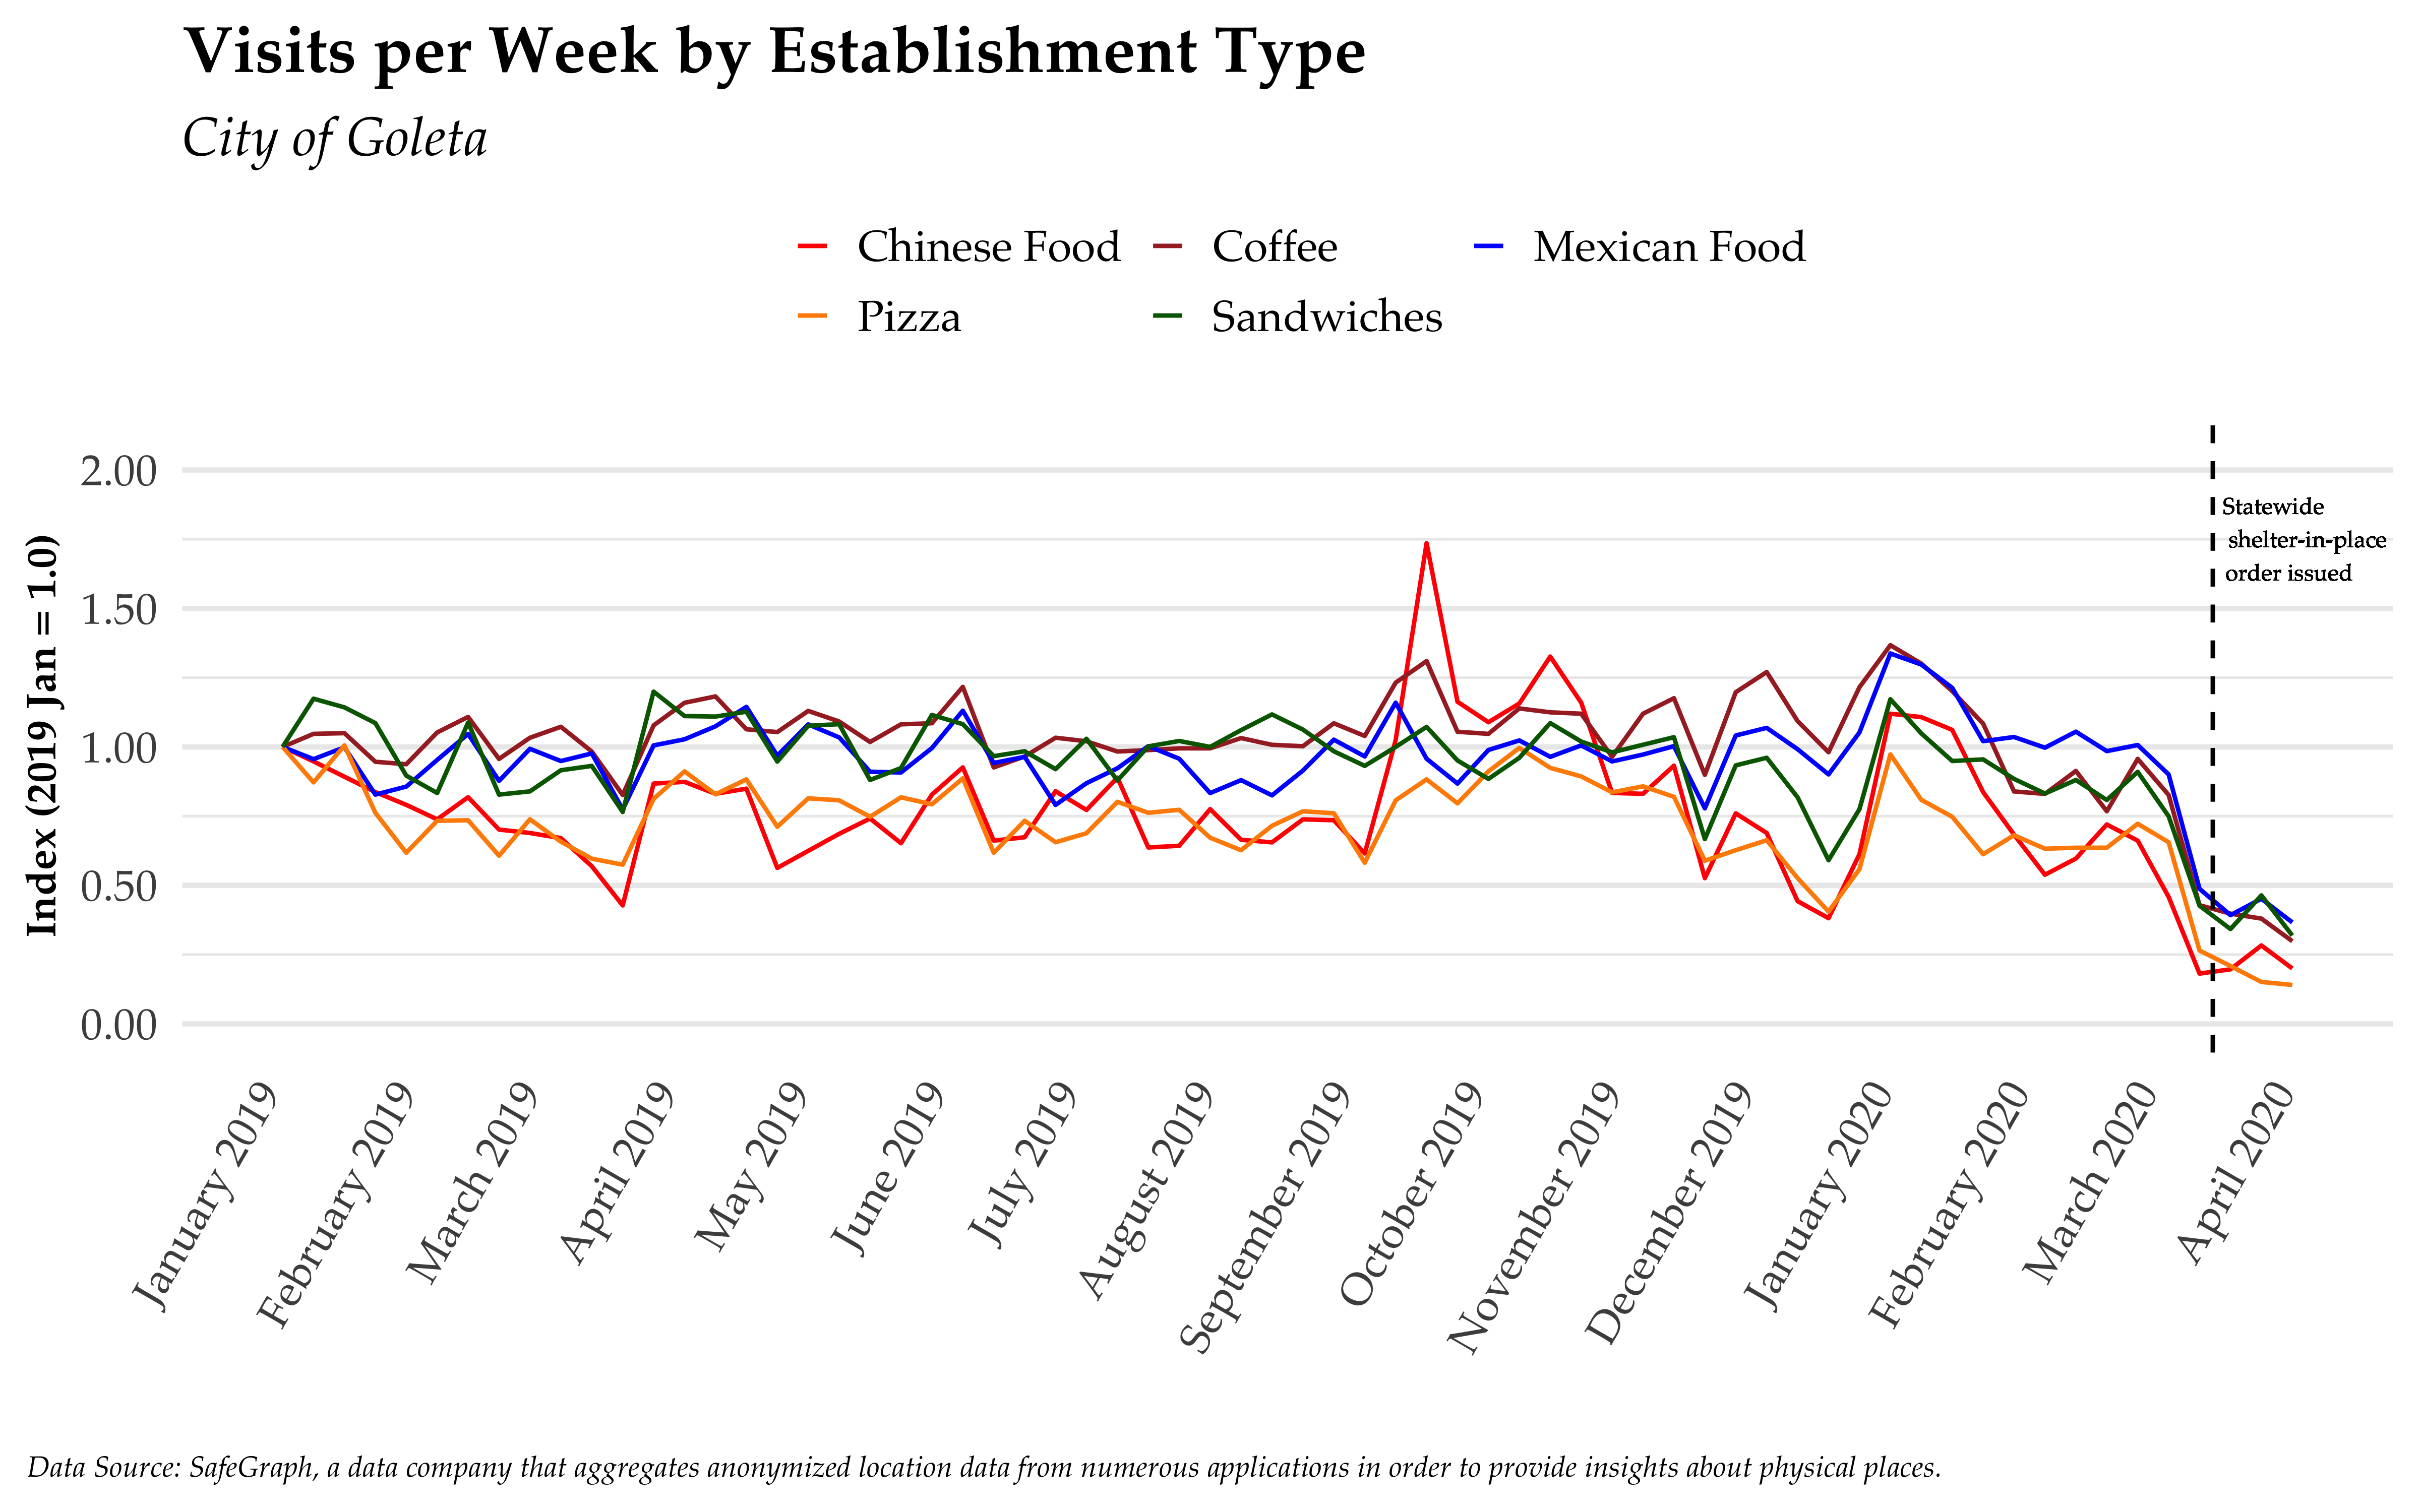 Visits per Week by Establishment Type
City of Goleta
Chinese Food
Coffee
Mexican Food
Pizza
Sandwiches
2.00
1.50
1.00
0.50
0.00
Index (2019 Jan = 1.0)
Statewide
shelter-in-place
order issued
January 2019
February 2019
March 2019
April 2019
May 2019
June 2019
July 2019
August 2019
September 2019
October 2019
November 2019
December 2019
January 2020
February 2020
March 2020
April 2020
Data Source: SafeGraph, a data company that aggregates anonymized location data from numerous applications in order to provide insights about physical places.